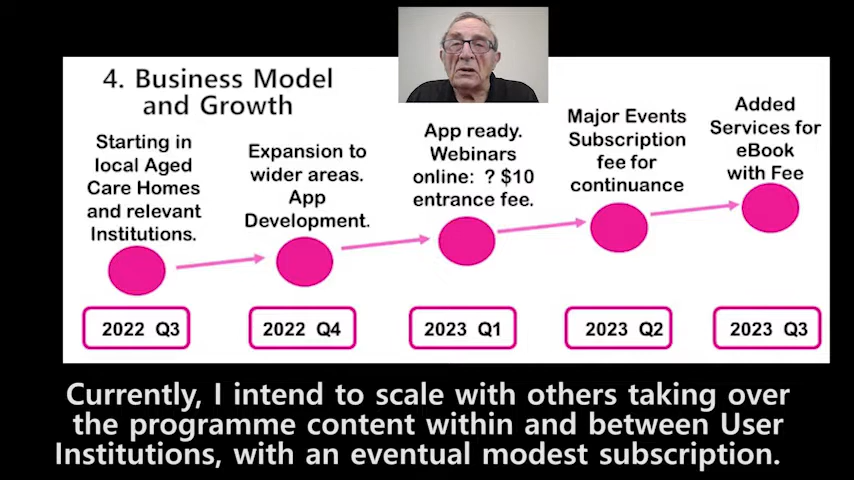 4. Business Model
and Growth
Starting in
local Aged
Care Homes
and relevant
Institutions.
Expansion to
wider areas.
App
Development.
App ready.
Webinars
online: ? $10
entrance fee.
Major Events
Subscription
fee for
continuance
Added
Services for
eBook
with Fee
2022 Q3
2022 Q4
2023 Q1
2023 Q2
2023 Q3
Currently, I intend to scale with others taking over
the programme content within and between User
Institutions, with an eventual modest subscription.